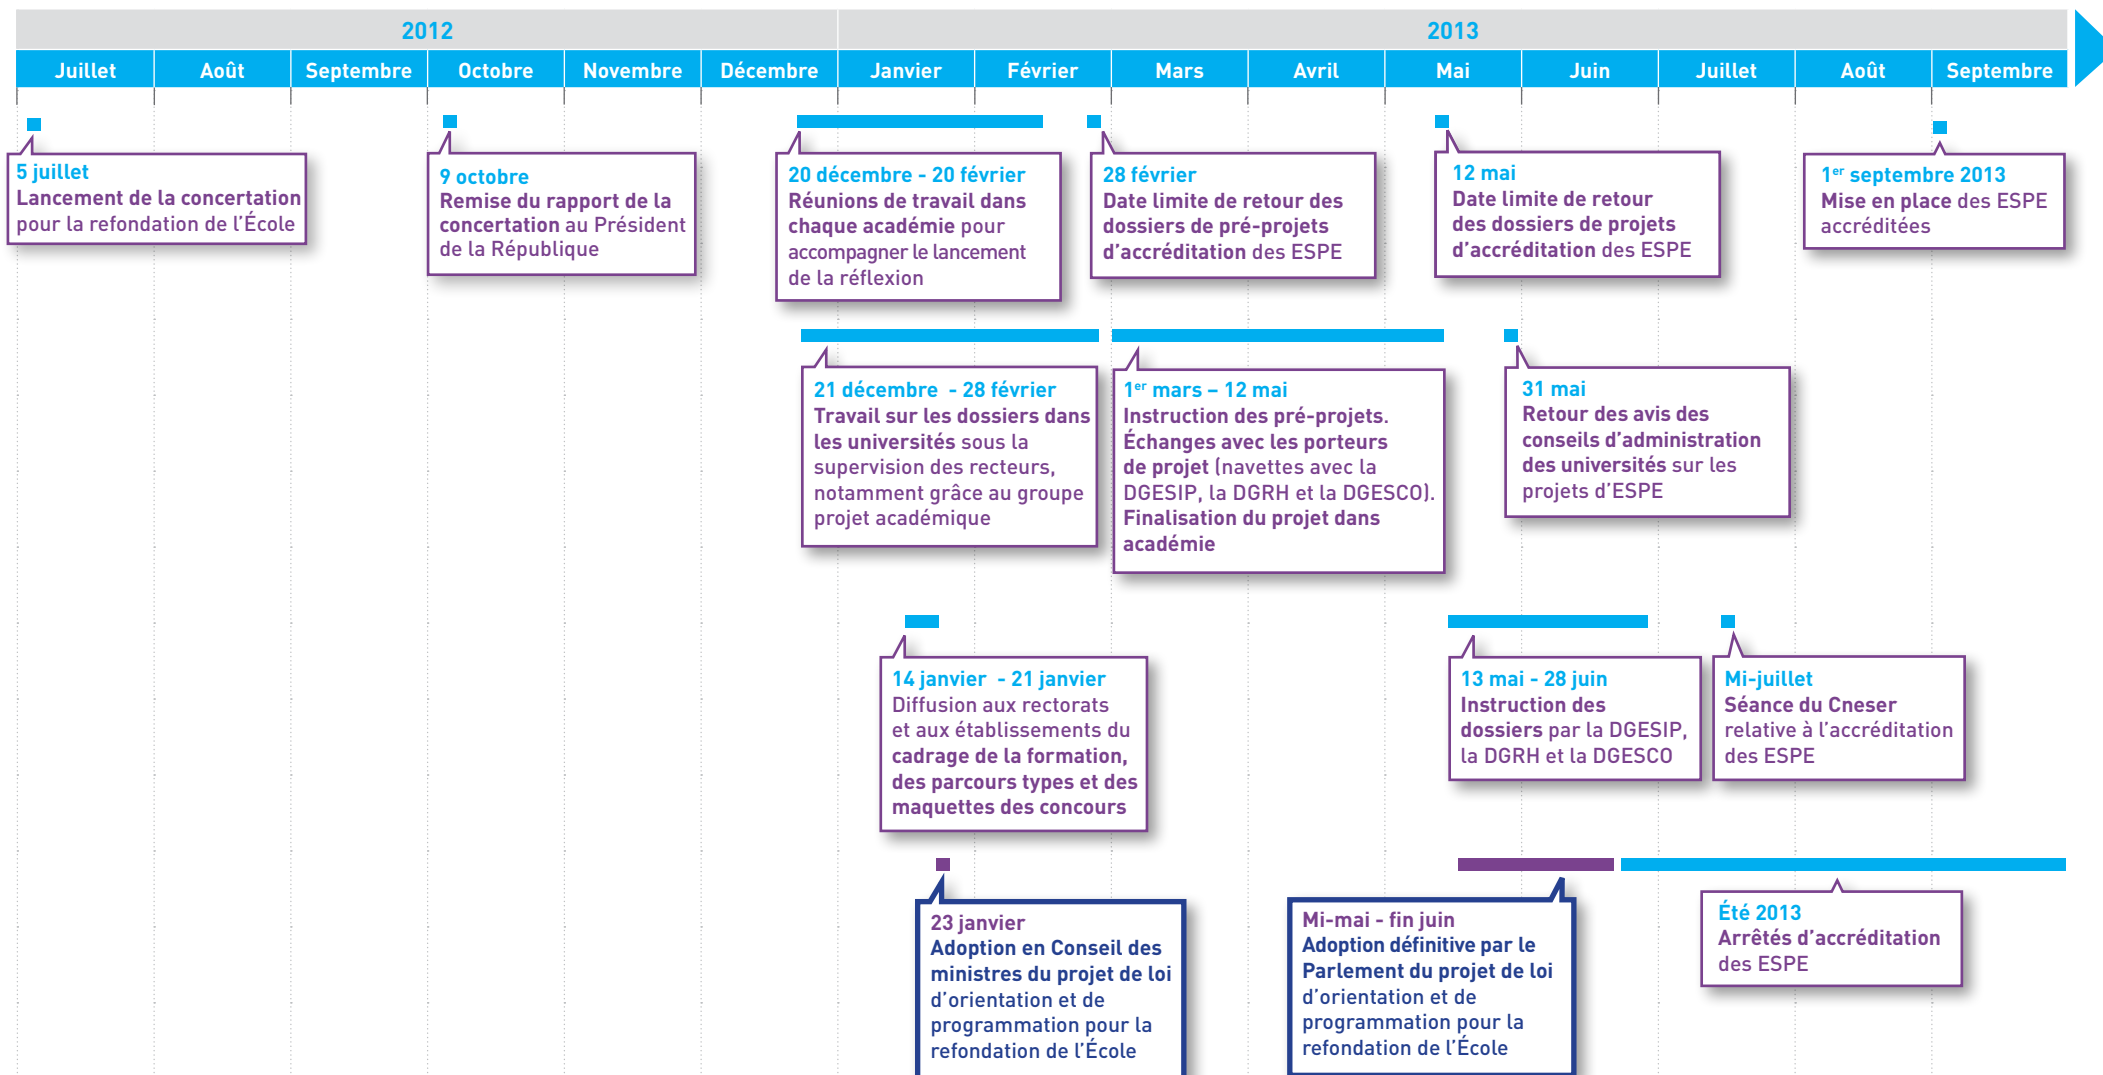 2012
2013
Juillet
Août
Septembre
Octobre
Novembre
Décembre
Janvier
Février
Mars
Avril
Mai
Juin
Juillet
Août
Septembre
5 juillet
Lancement de la concertation
pour la refondation de l’École
9 octobre
Remise du rapport de la
concertation au Président
de la République
20 décembre - 20 février
Réunions de travail dans
chaque académie pour
accompagner le lancement
de la réflexion
28 février
Date limite de retour des
dossiers de pré-projets
d’accréditation des ESPE
12 mai
Date limite de retour
des dossiers de projets
d’accréditation des ESPE
1er septembre 2013
Mise en place des ESPE
accréditées
21 décembre - 28 février
Travail sur les dossiers dans
les universités sous la
supervision des recteurs,
notamment grâce au groupe
projet académique
1er mars – 12 mai
Instruction des pré-projets.
Échanges avec les porteurs
de projet (navettes avec la
DGESIP, la DGRH et la DGESCO).
Finalisation du projet dans
académie
31 mai
Retour des avis des
conseils d’administration
des universités sur les
projets d’ESPE
14 janvier - 21 janvier
Diffusion aux rectorats
et aux établissements du
cadrage de la formation,
des parcours types et des
maquettes des concours
13 mai - 28 juin
Instruction des
dossiers par la DGESIP,
la DGRH et la DGESCO
Mi-juillet
Séance du Cneser
relative à l’accréditation
des ESPE
23 janvier
Adoption en Conseil des
ministres du projet de loi
d’orientation et de
programmation pour la
refondation de l’École
Mi-mai - fin juin
Adoption définitive par le
Parlement du projet de loi
d’orientation et de
programmation pour la
refondation de l’École
Été 2013
Arrêtés d’accréditation
des ESPE